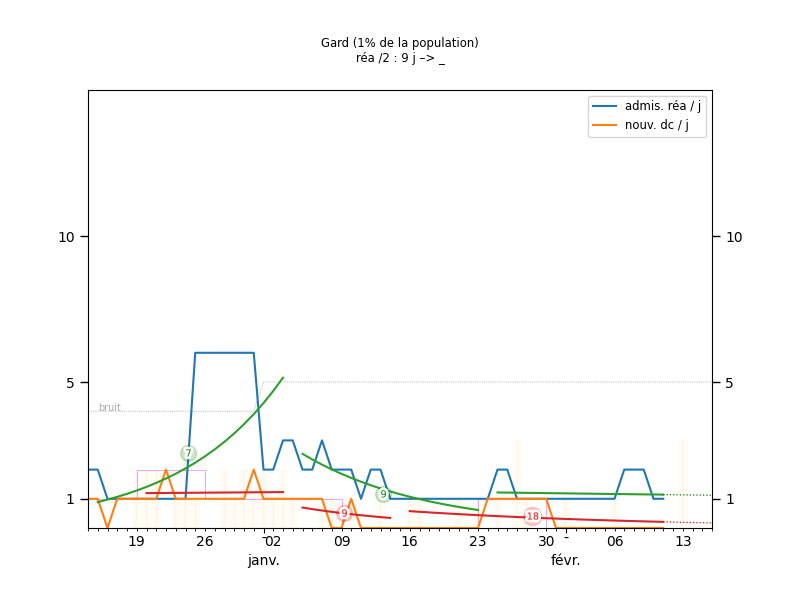 Gard (1% de la population)
réa /2 : 9 j –> _
admis. réa / j
nouv. dc / j
10
10
5
5
bruit
7
9
1
1
9
18
19
26
02
09
16
23
30
06
13
janv.
févr.